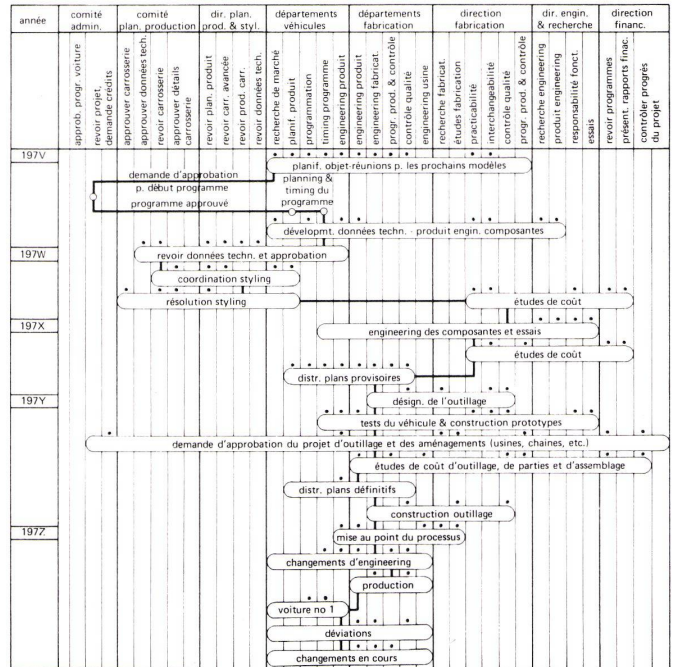 année
comité
admin.
comité
plan. production
dir. plan.
prod. & styl.
départements
véhicules
départements
fabrication
direction
fabrication
dir. engin.
& recherche
direction
financ.
approb. progr. voiture
revoir projet,
demande crédits
approuver carrosserie
approuver données tech.
revoir carrosserie
approuver détails
carrosserie
revoir plan. produit
revoir carr. avancée
revoir prod. carr.
revoir données tech.
recherche de marché
planif. produit
programmation
timing programme
engineering produit
engineering produit
engineering fabricat.
progr. prod. & contrôle
contrôle qualité
engineering usine
recherche fabricat.
études fabrication
practicabilité
interchangeabilité
contrôle qualité
progr. prod. & contrôle
recherche engineering
produit engineering
responsabilité fonct.
essais
revoir programmes
présent. rapports finac.
contrôler progrès
du projet
197V
planif. objet-réunions p. les prochains modèles
demande d'approbation
p. début programme
programme approuvé
planning &
timing du
programme
dévelopmt. données techn. - produit engin. composantes
197W
revoir données techn. et approbation
coordination styling
résolution styling
études de coût
197X
engineering des composantes et essais
études de coût
distr. plans provisoires
197Y
désign. de l'outillage
tests du véhicule & construction prototypes
demande d'approbation du projet d'outillage et des aménagements (usines, chaines, etc.)
études de coût d'outillage, de parties et d'assemblage
distr. plans définitifs
construction outillage
197Z
mise au point du processus
changements d'engineering
production
voiture no 1
déviations
changements en cours